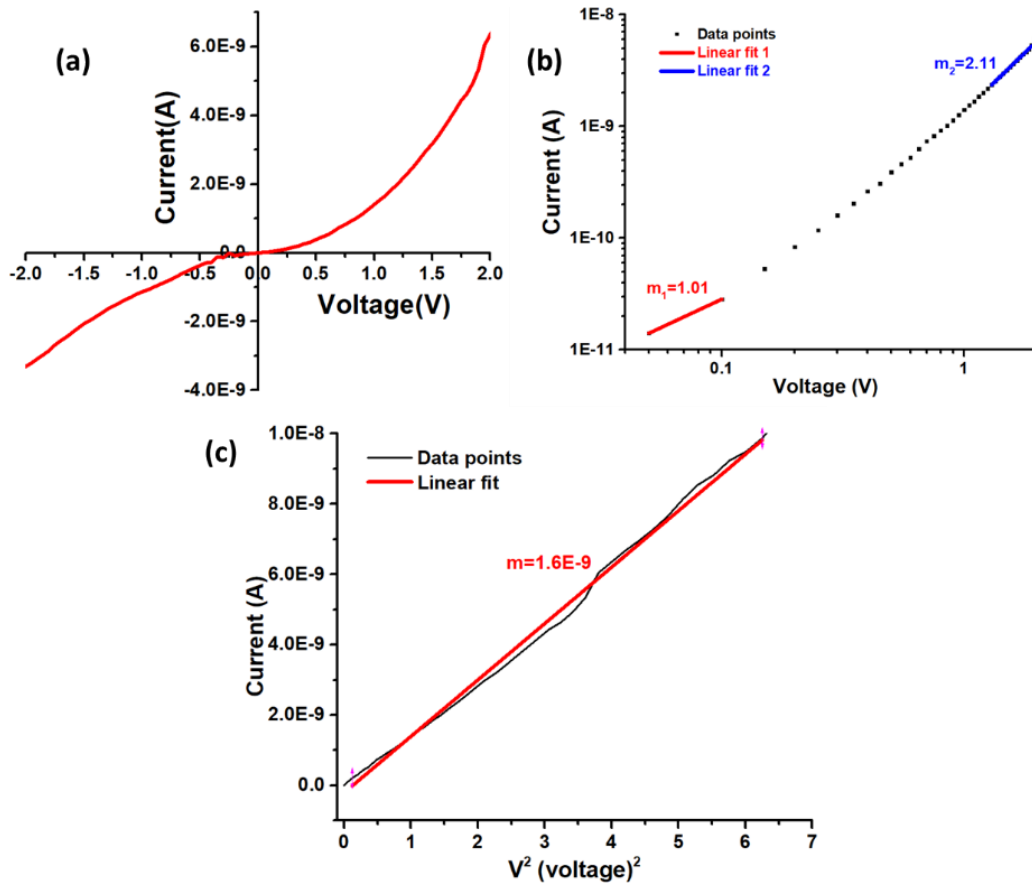 (a)
Current(A)
6.0E-9
4.0E-9
2.0E-9
0.0
-2.0E-9
-4.0E-9
-2.0 -1.5 -1.0 -0.5 0.0 0.5 1.0 1.5 2.0
Voltage(V)
(b)
Current (A)
1E-8
1E-9
1E-10
1E-11
Data points
Linear fit 1
Linear fit 2
m2=2.11
m1=1.01
0.1 1
Voltage (V)
(c)
Current (A)
1.0E-8
8.0E-9
6.0E-9
4.0E-9
2.0E-9
0.0
Data points
Linear fit
m=1.6E-9
0 1 2 3 4 5 6 7
V² (voltage)²